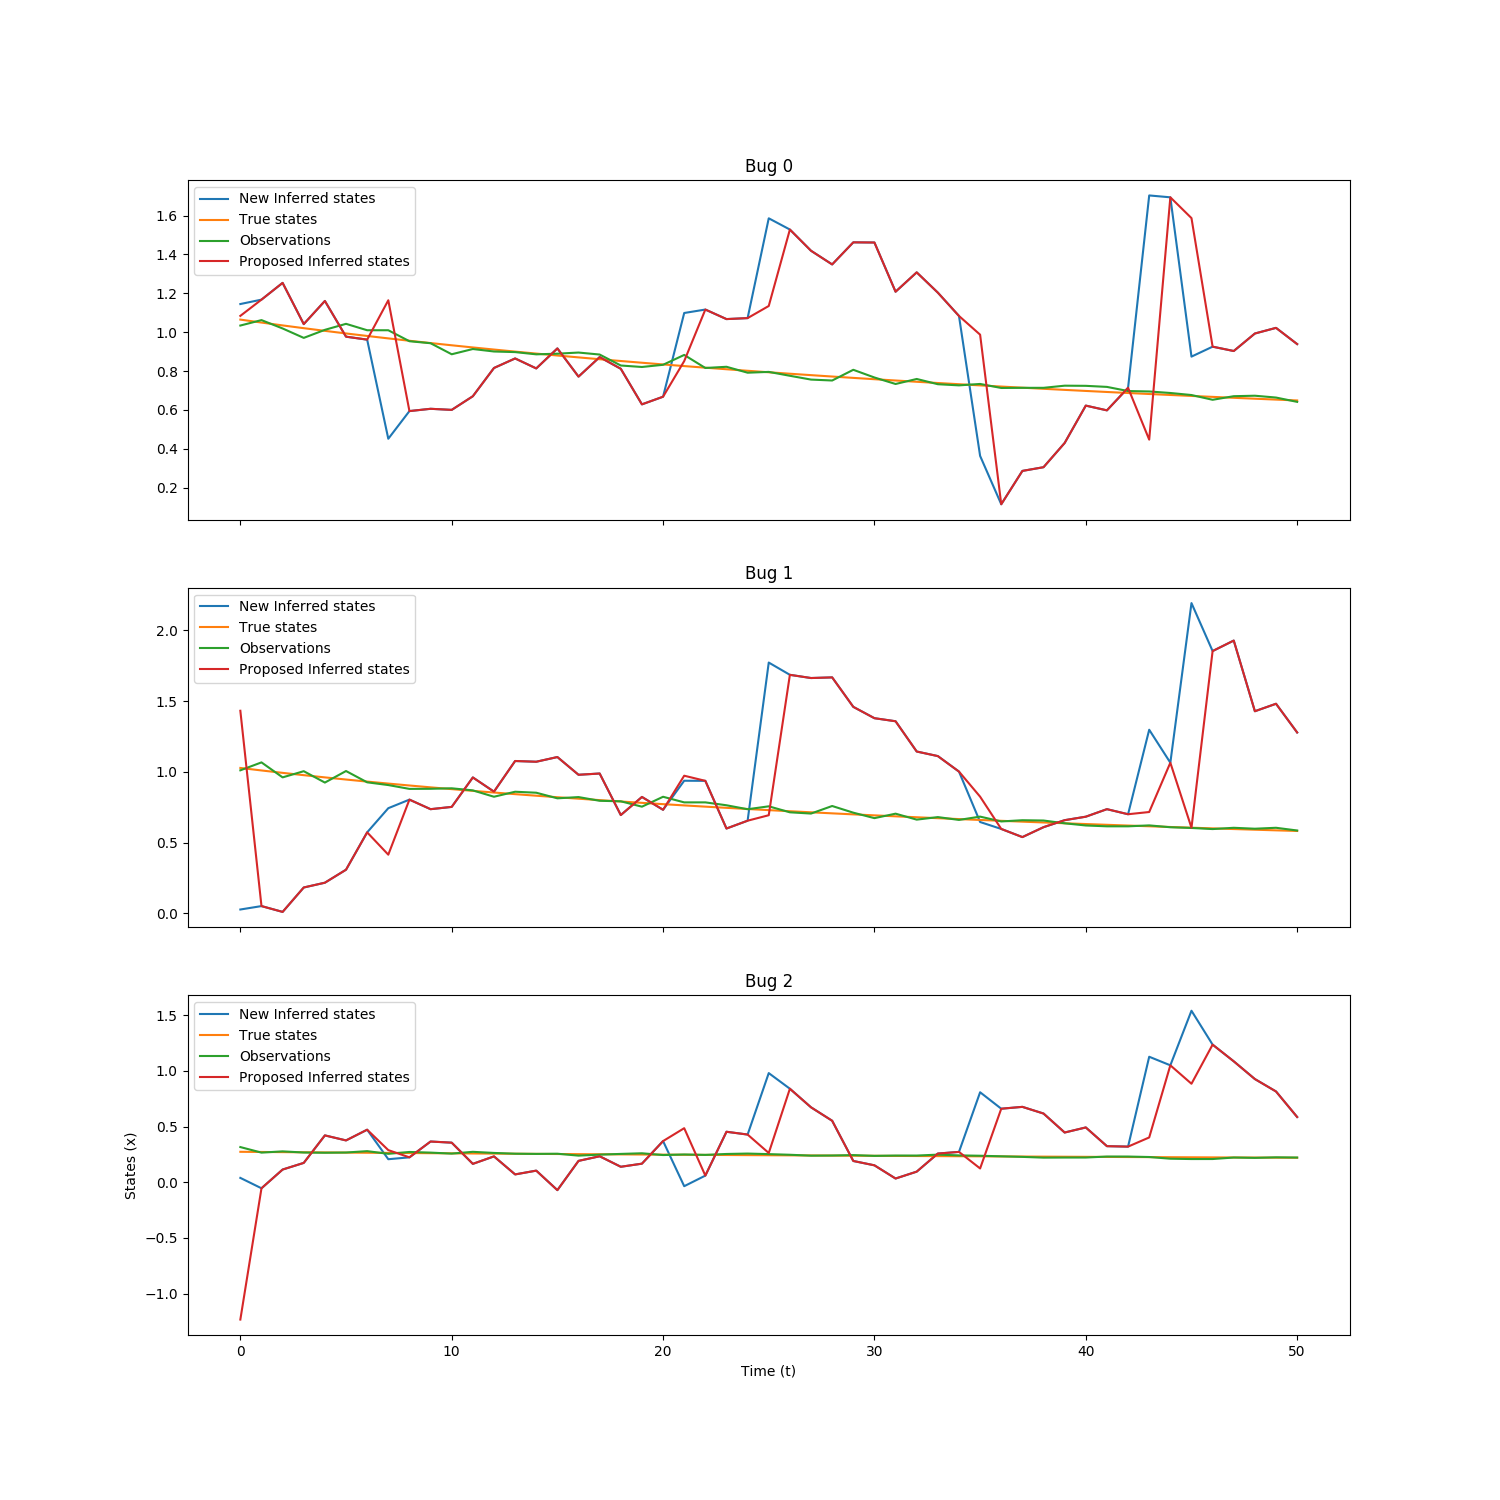 Bug 0
New Inferred states
True states
Observations
Proposed Inferred states
1.6
1.4
1.2
1.0
0.8
0.6
0.4
0.2
Bug 1
New Inferred states
True states
Observations
Proposed Inferred states
2.0
1.5
1.0
0.5
0.0
Bug 2
New Inferred states
True states
Observations
Proposed Inferred states
1.5
1.0
0.5
0.0
−0.5
−1.0
States (x)
0 10 20 30 40 50
Time (t)